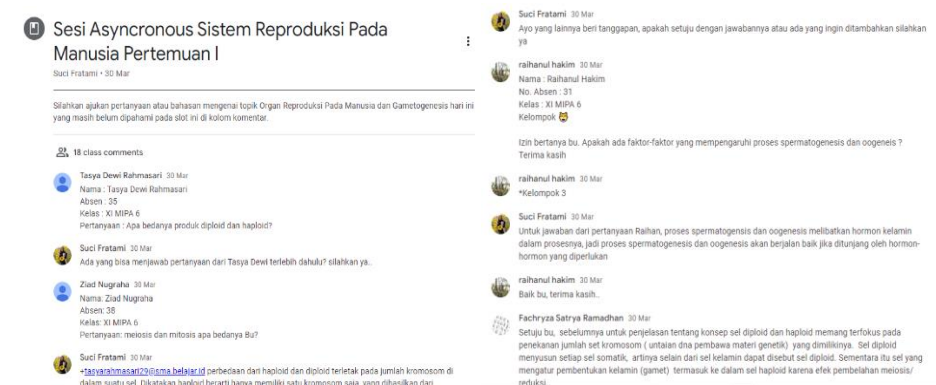 Sesi Asyncronous Sistem Reproduksi Pada
Manusia Pertemuan I
Suci Fratami • 30 Mar
Silahkan ajukan pertanyaan atau bahasan mengenai topik Organ Reproduksi Pada Manusia dan Gametogenesis hari ini
yang masih belum dipahami pada slot ini di kolom komentar.
18 class comments
Tasya Dewi Rahmasari 30 Mar
Nama : Tasya Dewi Rahmasari
Absen : 35
Kelas : XI MIPA 6
Pertanyaan : Apa bedanya produk diploid dan haploid?
Suci Fratami 30 Mar
Ada yang bisa menjawab pertanyaan dari Tasya Dewi terlebih dahulu? silahkan ya..
Ziad Nugraha 30 Mar
Nama. Ziad Nugraha
Absen: 38
Kelas: XI MIPA 6
Pertanyaan: meiosis dan mitosis apa bedanya Bu?
Suci Fratami 30 Mar
+tasyarahmasari29@sma.belajar.id perbedaan dari haploid dan diploid terletak pada jumlah kromosom di
dalam suatu sel. Dikatakan haploid berarti hanya memiliki satu kromosom saja, yang dihasilkan dari
Suci Fratami 30 Mar
Ayo yang lainnya beri tanggapan, apakah setuju dengan jawabannya atau ada yang ingin ditambahkan silahkan
ya
raihanul hakim 30 Mar
Nama : Raihanul Hakim
No. Absen : 31
Kelas : XI MIPA 6
Kelompok 🐯
Izin bertanya bu. Apakah ada faktor-faktor yang mempengaruhi proses spermatogenesis dan oogeneis ?
Terima kasih
raihanul hakim 30 Mar
*Kelompok 3
Suci Fratami 30 Mar
Untuk jawaban dari pertanyaan Raihan, proses spermatogensis dan oogenesis melibatkan hormon kelamin
dalam prosesnya, jadi proses spermatogenesis dan oogenesis akan berjalan baik jika ditunjang oleh hormon-
hormon yang diperlukan
raihanul hakim 30 Mar
Baik bu, terima kasih..
Fachryza Satrya Ramadhan 30 Mar
Setuju bu, sebelumnya untuk penjelasan tentang konsep sel diploid dan haploid memang terfokus pada
penekanan jumlah set kromosom ( untaian dna pembawa materi genetik) yang dimilikinya. Sel diploid
menyusun setiap sel somatik, artinya selain dari sel kelamin dapat disebut sel diploid. Sementara itu sel yang
mengatur pembentukan kelamin (gamet) termasuk ke dalam sel haploid karena efek pembelahan meiosis/
reduksi